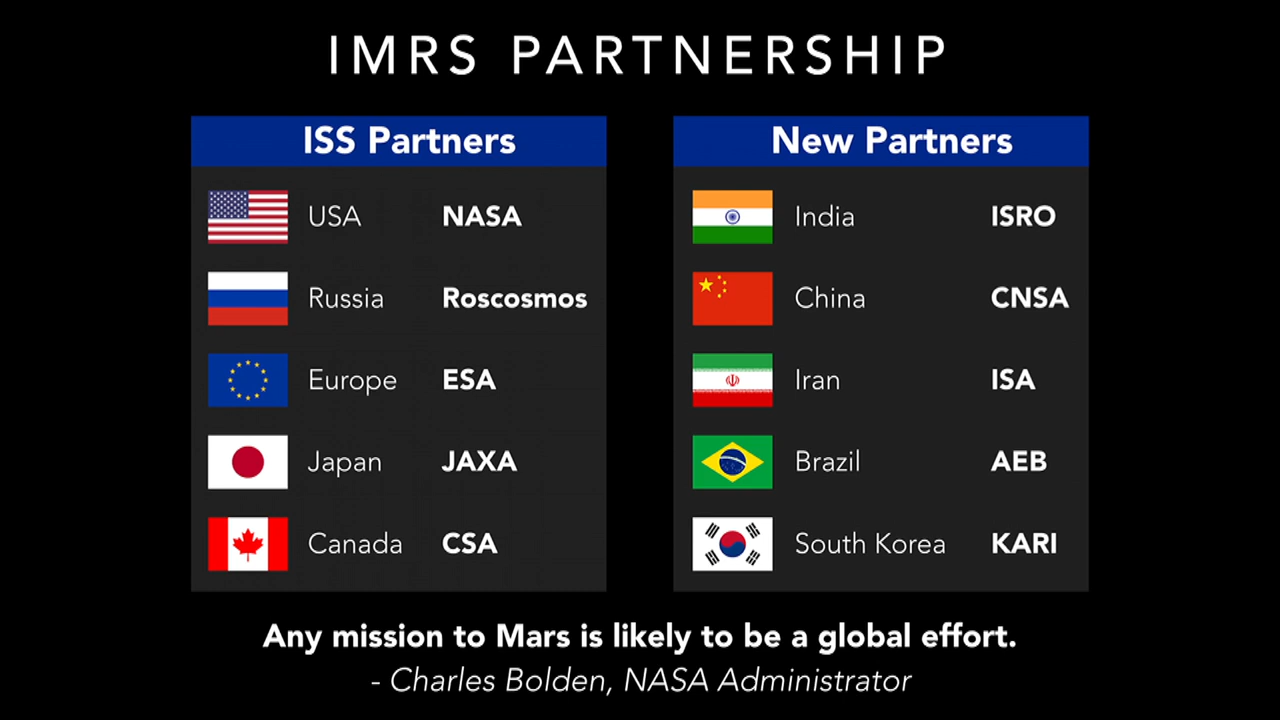 IMRS PARTNERSHIP
ISS Partners
USA NASA
Russia Roscosmos
Europe ESA
Japan JAXA
Canada CSA
New Partners
India ISRO
China CNSA
Iran ISA
Brazil AEB
South Korea KARI
Any mission to Mars is likely to be a global effort.
- Charles Bolden, NASA Administrator